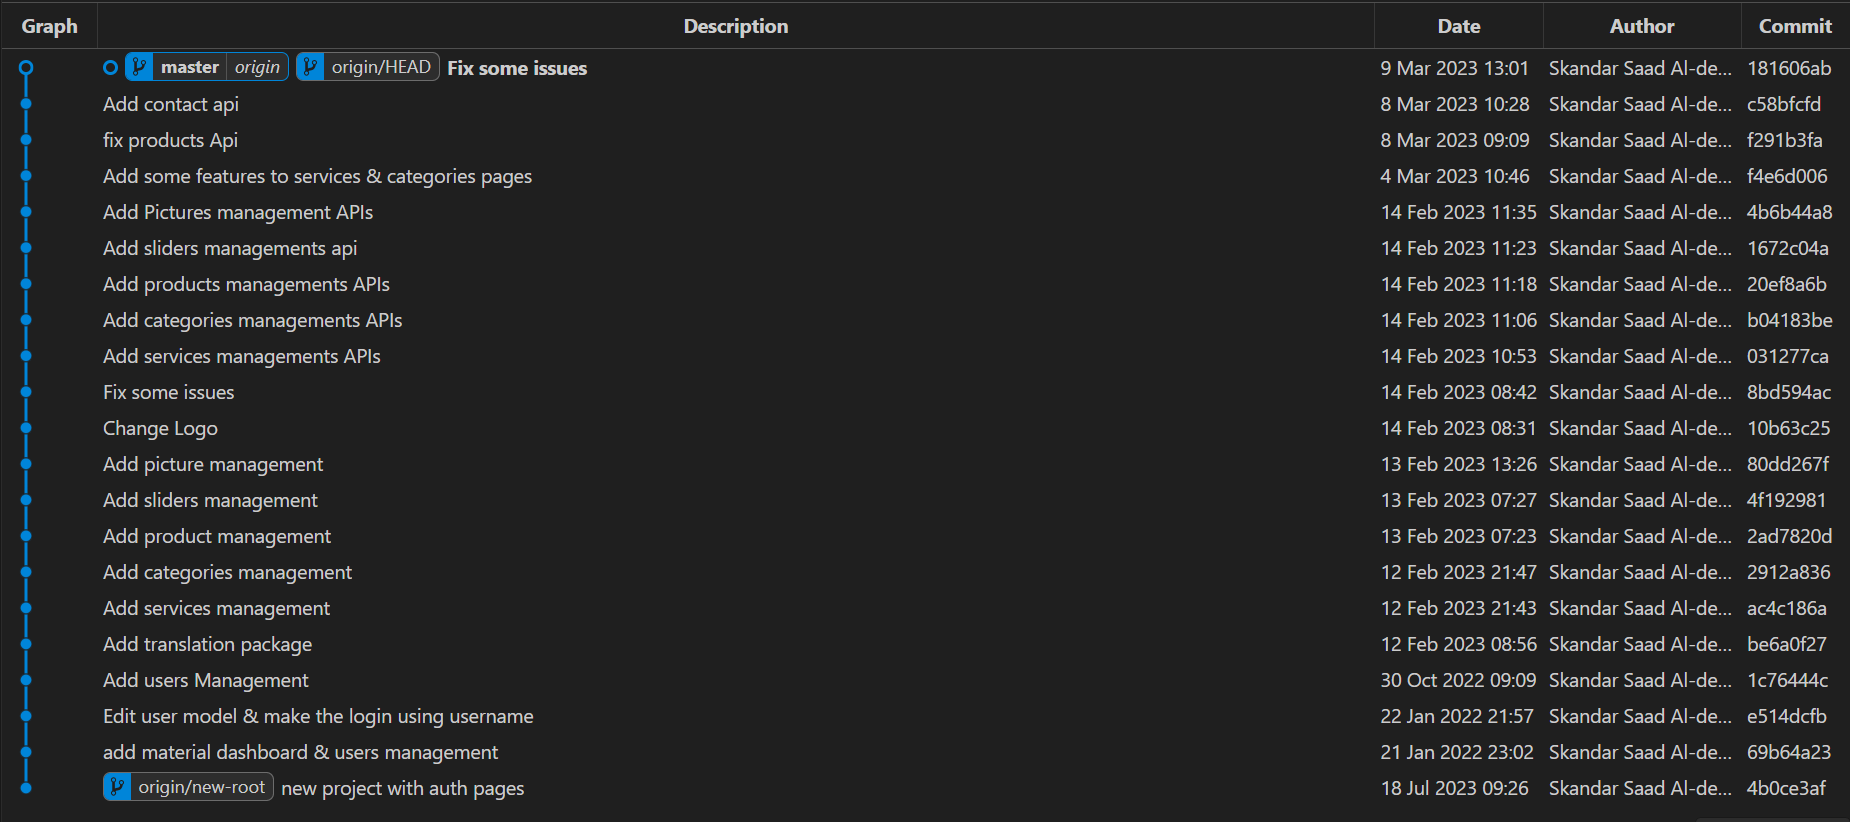 Graph Description Date Author Commit
master origin origin/HEAD Fix some issues 9 Mar 2023 13:01 Skandar Saad Al-de... 181606ab
Add contact api 8 Mar 2023 10:28 Skandar Saad Al-de... c58bfcfd
fix products Api 8 Mar 2023 09:09 Skandar Saad Al-de... f291b3fa
Add some features to services & categories pages 4 Mar 2023 10:46 Skandar Saad Al-de... f4e6d006
Add Pictures management APIs 14 Feb 2023 11:35 Skandar Saad Al-de... 4b6b44a8
Add sliders managements api 14 Feb 2023 11:23 Skandar Saad Al-de... 1672c04a
Add products managements APIs 14 Feb 2023 11:18 Skandar Saad Al-de... 20ef8a6b
Add categories managements APIs 14 Feb 2023 11:06 Skandar Saad Al-de... b04183be
Add services managements APIs 14 Feb 2023 10:53 Skandar Saad Al-de... 031277ca
Fix some issues 14 Feb 2023 08:42 Skandar Saad Al-de... 8bd594ac
Change Logo 14 Feb 2023 08:31 Skandar Saad Al-de... 10b63c25
Add picture management 13 Feb 2023 13:26 Skandar Saad Al-de... 80dd267f
Add sliders management 13 Feb 2023 07:27 Skandar Saad Al-de... 4f192981
Add product management 13 Feb 2023 07:23 Skandar Saad Al-de... 2ad7820d
Add categories management 12 Feb 2023 21:47 Skandar Saad Al-de... 2912a836
Add services management 12 Feb 2023 21:43 Skandar Saad Al-de... ac4c186a
Add translation package 12 Feb 2023 08:56 Skandar Saad Al-de... be6a0f27
Add users Management 30 Oct 2022 09:09 Skandar Saad Al-de... 1c76444c
Edit user model & make the login using username 22 Jan 2022 21:57 Skandar Saad Al-de... e514dcfb
add material dashboard & users management 21 Jan 2022 23:02 Skandar Saad Al-de... 69b64a23
origin/new-root new project with auth pages 18 Jul 2023 09:26 Skandar Saad Al-de... 4b0ce3af